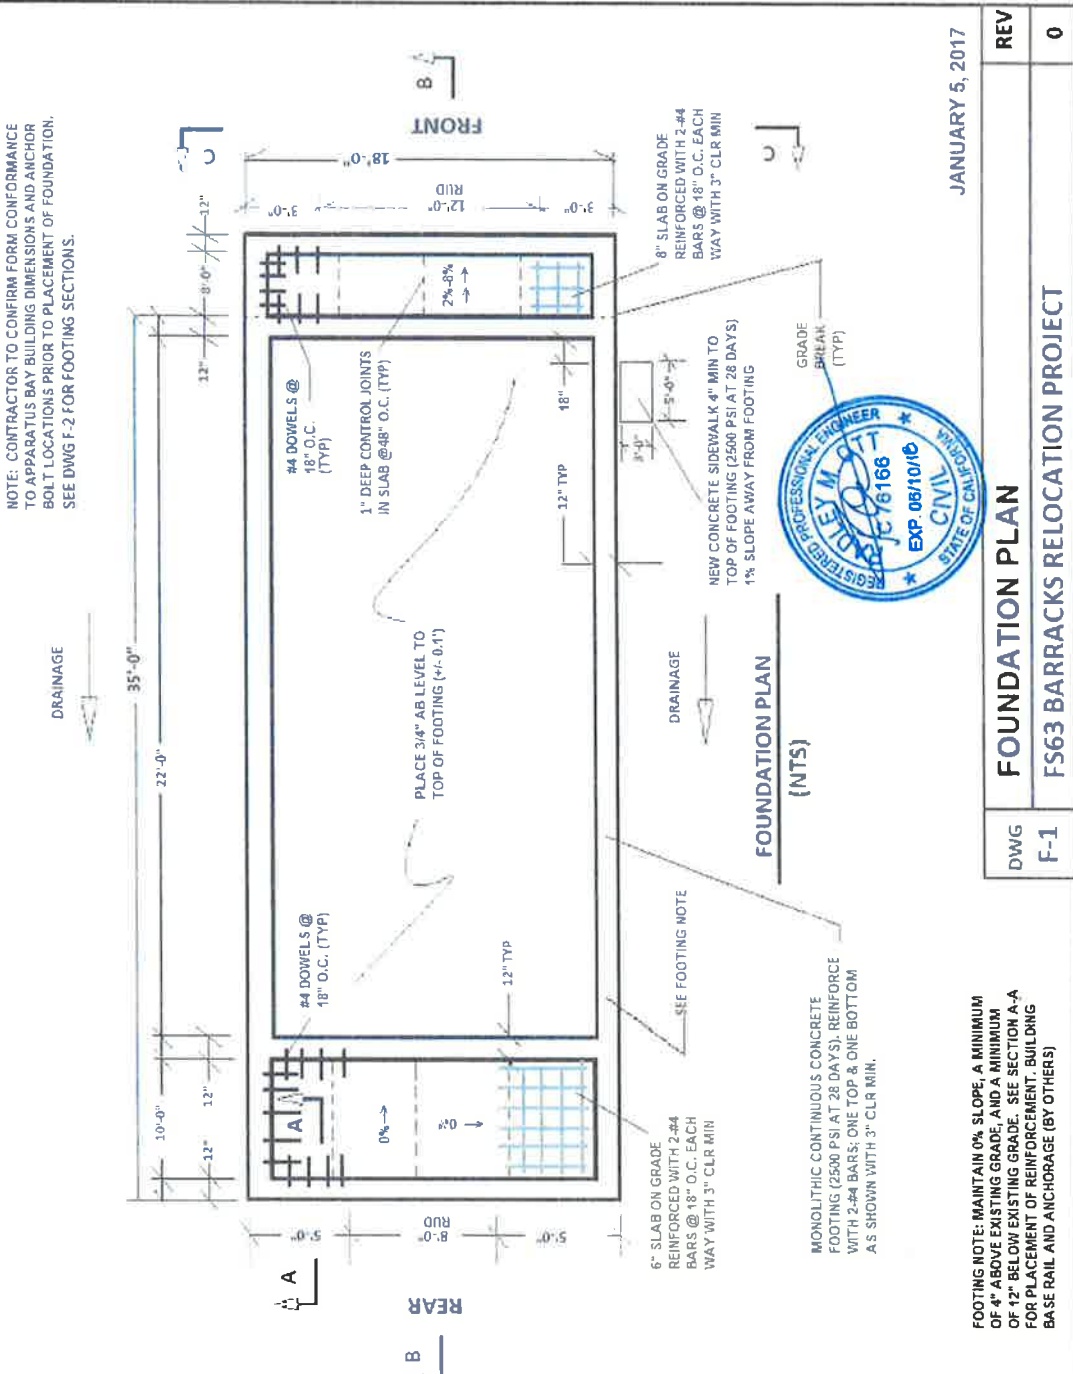 NOTE: CONTRACTOR TO CONFIRM FORM CONFORMANCE
TO APPARATUS BAY BUILDING DIMENSIONS AND ANCHOR
BOLT LOCATIONS PRIOR TO PLACEMENT OF FOUNDATION.
SEE DWG F-2 FOR FOOTING SECTIONS.
DRAINAGE
35'-0"
22'-0"
10'-0"
12"
12"
12"
8'-0"
12"
C
B
FRONT
18'-0"
3'-0"
12'-0"
RUD
3'-0"
C
#4 DOWELS @
18" O.C. (TYP)
#4 DOWELS @
18" O.C.
(TYP)
1" DEEP CONTROL JOINTS
IN SLAB @48" O.C. (TYP)
2%-8%
PLACE 3/4" AB LEVEL TO
TOP OF FOOTING (+/- 0.1')
A
0%
0%
12" TYP
12" TYP
18"
5'-0"
8'-0"
RUD
5'-0"
A
REAR
B
8" SLAB ON GRADE
REINFORCED WITH 2-#4
BARS @ 18" O.C. EACH
WAY WITH 3" CLR MIN
5'-0"
3'-0"
NEW CONCRETE SIDEWALK 4" MIN TO
TOP OF FOOTING (2500 PSI AT 28 DAYS)
1% SLOPE AWAY FROM FOOTING
GRADE
BREAK
(TYP)
DRAINAGE
SEE FOOTING NOTE
6" SLAB ON GRADE
REINFORCED WITH 2-#4
BARS @ 18" O.C. EACH
WAY WITH 3" CLR MIN
MONOLITHIC CONTINUOUS CONCRETE
FOOTING (2500 PSI AT 28 DAYS). REINFORCE
WITH 2-#4 BARS; ONE TOP & ONE BOTTOM
AS SHOWN WITH 3" CLR MIN.
FOUNDATION PLAN
(NTS)
REGISTERED PROFESSIONAL ENGINEER
DLEY M. OTT
C 76166
EXP. 06/10/18
CIVIL
STATE OF CALIFORNIA
JANUARY 5, 2017
FOOTING NOTE: MAINTAIN 0% SLOPE, A MINIMUM
OF 4" ABOVE EXISTING GRADE, AND A MINIMUM
OF 12" BELOW EXISTING GRADE. SEE SECTION A-A
FOR PLACEMENT OF REINFORCEMENT. BUILDING
BASE RAIL AND ANCHORAGE (BY OTHERS)
DWG
FOUNDATION PLAN
REV
F-1
FS63 BARRACKS RELOCATION PROJECT
0